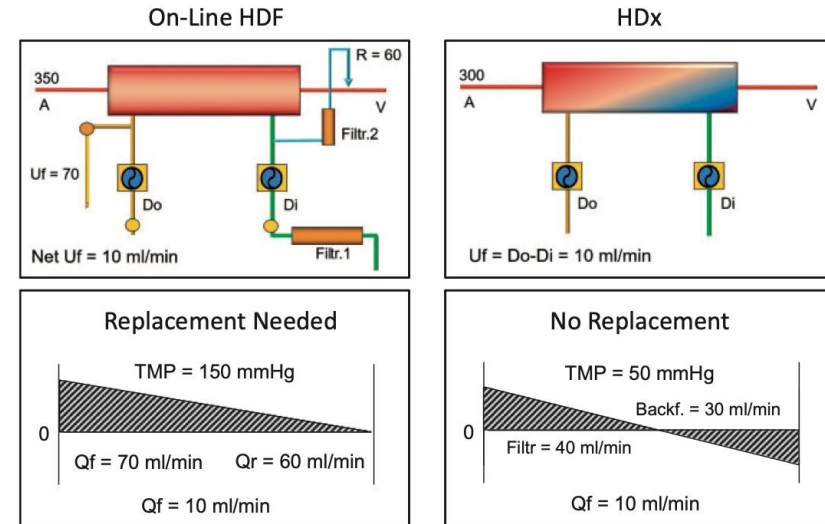 On-Line HDF
350
A
R = 60
V
Filtr.2
Uf = 70
Do
Di
Net Uf = 10 ml/min
Filtr.1
HDx
300
A
V
Do
Di
Uf = Do-Di = 10 ml/min
Replacement Needed
TMP = 150 mmHg
0
Qf = 70 ml/min Qr = 60 ml/min
Qf = 10 ml/min
No Replacement
TMP = 50 mmHg
Backf. = 30 ml/min
0
Filtr = 40 ml/min
Qf = 10 ml/min